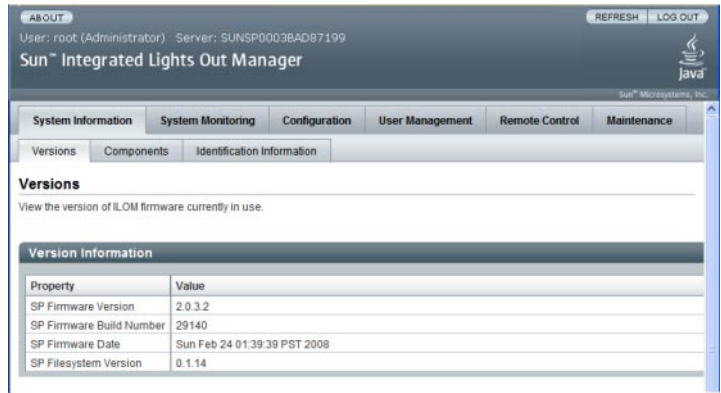 ABOUT
REFRESH LOG OUT
User: root (Administrator) Server: SUNSP0003BAD87199
Sun™ Integrated Lights Out Manager
Java
Sun™ Microsystems, Inc.
System Information System Monitoring Configuration User Management Remote Control Maintenance
Versions Components Identification Information
Versions
View the version of ILOM firmware currently in use.
Version Information
Property Value
SP Firmware Version 2.0.3.2
SP Firmware Build Number 29140
SP Firmware Date Sun Feb 24 01:39:39 PST 2008
SP Filesystem Version 0.1.14